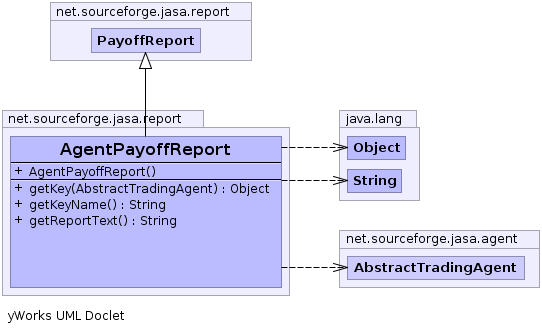 net.sourceforge.jasa.report
PayoffReport
net.sourceforge.jasa.report
AgentPayoffReport
+ AgentPayoffReport()
+ getKey(AbstractTradingAgent) : Object
+ getKeyName() : String
+ getReportText() : String
java.lang
Object
String
net.sourceforge.jasa.agent
AbstractTradingAgent
yWorks UML Doclet